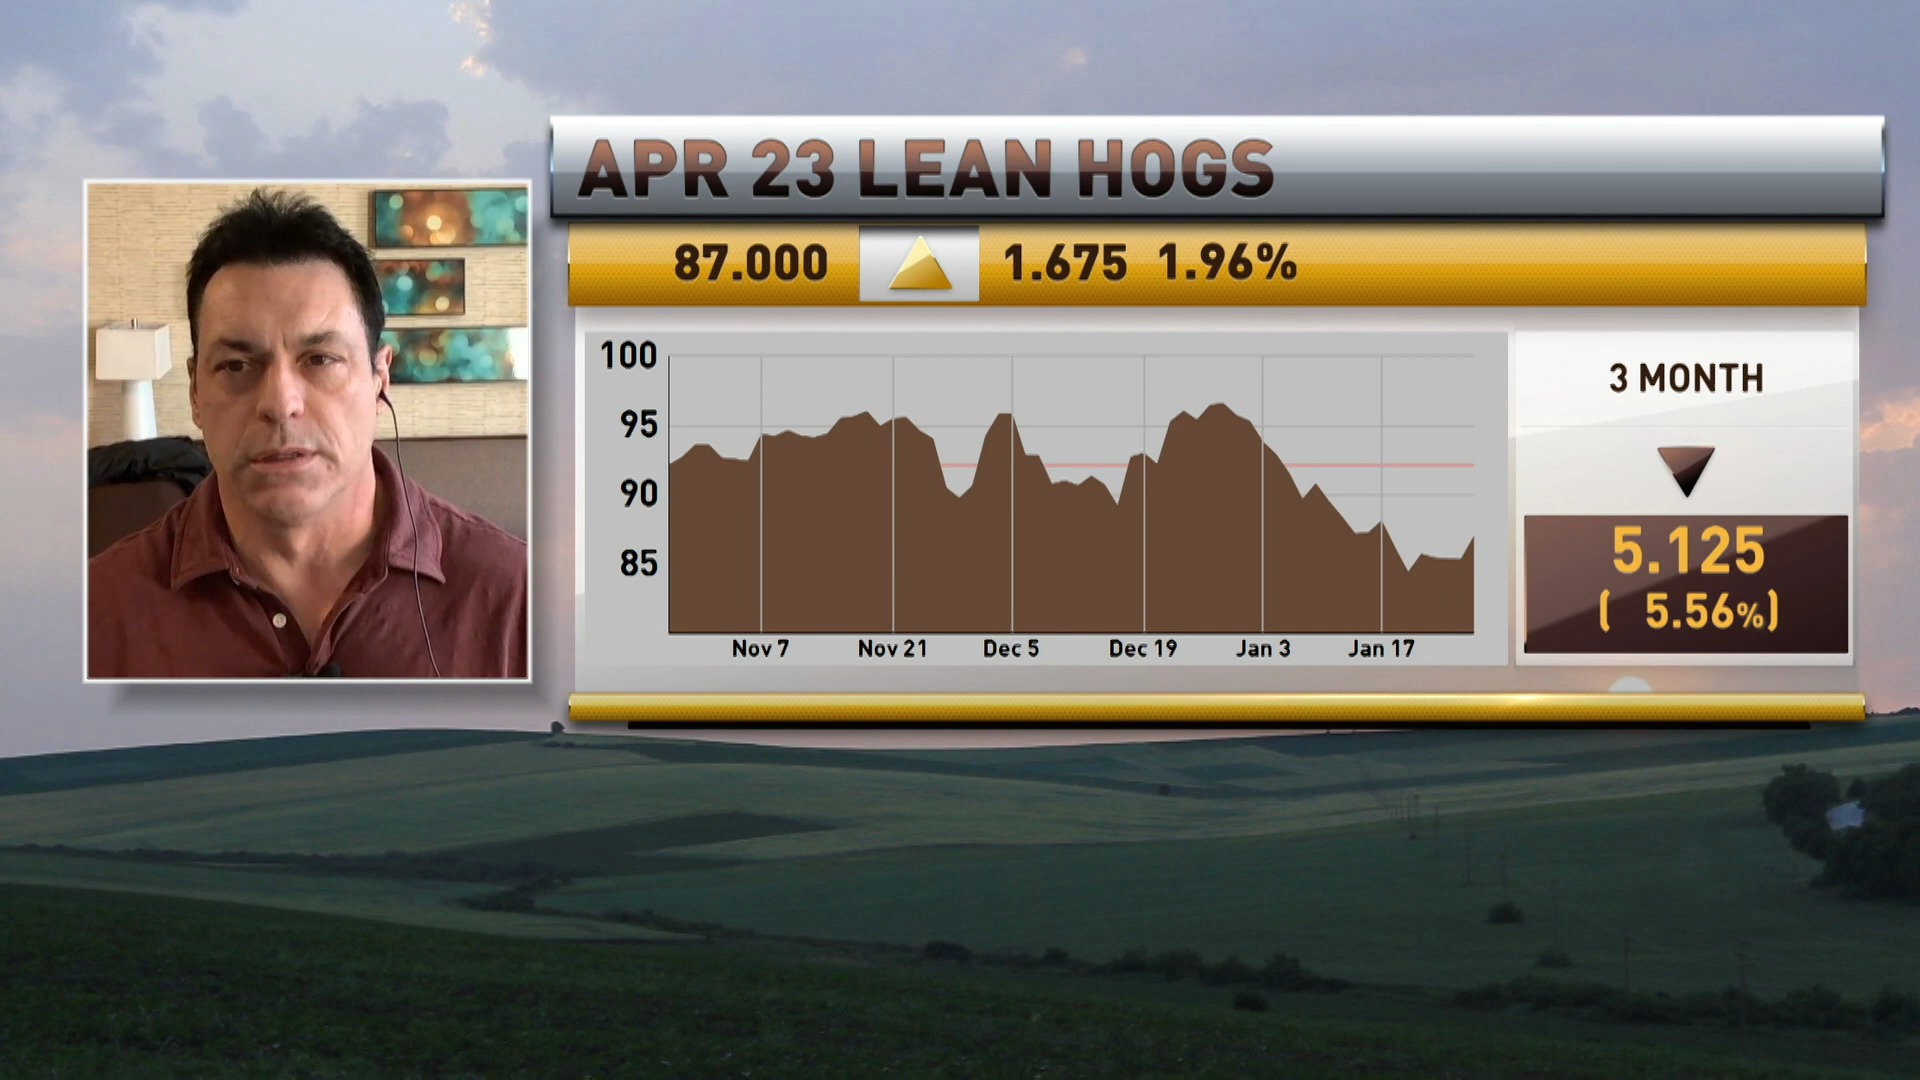 APR 23 LEAN HOGS
87.000 1.675 1.96%
100
95
90
85
Nov 7 Nov 21 Dec 5 Dec 19 Jan 3 Jan 17
3 MONTH
5.125
( 5.56%)